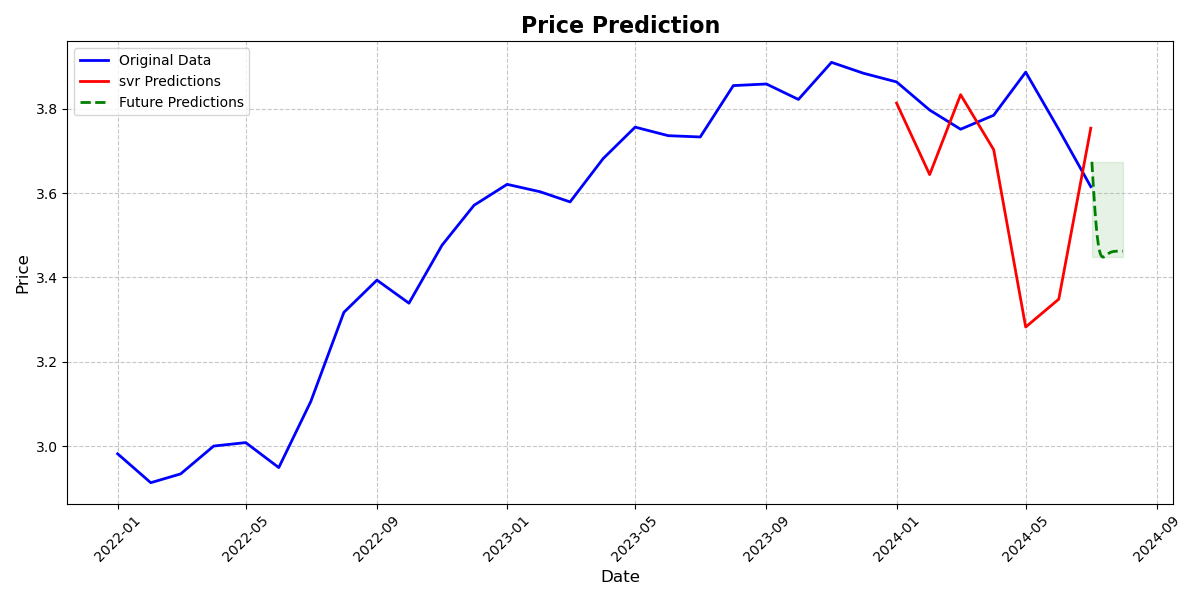 Price Prediction
Original Data
svr Predictions
Future Predictions
Price
3.8
3.6
3.4
3.2
3.0
2022-01
2022-05
2022-09
2023-01
2023-05
2023-09
2024-01
2024-05
2024-09
Date